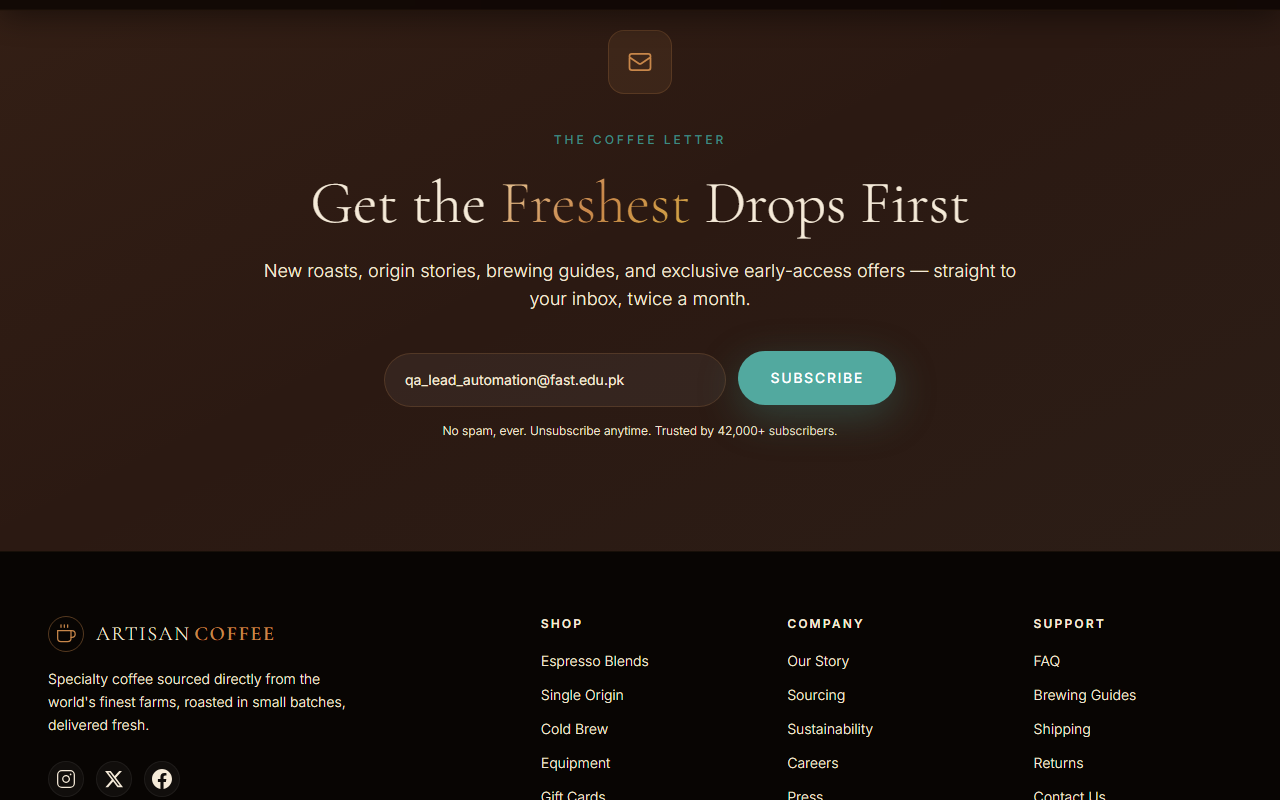 THE COFFEE LETTER
Get the Freshest Drops First
New roasts, origin stories, brewing guides, and exclusive early-access offers — straight to
your inbox, twice a month.
qa_lead_automation@fast.edu.pk
SUBSCRIBE
No spam, ever. Unsubscribe anytime. Trusted by 42,000+ subscribers.
ARTISAN COFFEE
Specialty coffee sourced directly from the
world's finest farms, roasted in small batches,
delivered fresh.
SHOP
Espresso Blends
Single Origin
Cold Brew
Equipment
Gift Cards
COMPANY
Our Story
Sourcing
Sustainability
Careers
Press
SUPPORT
FAQ
Brewing Guides
Shipping
Returns
Contact Us